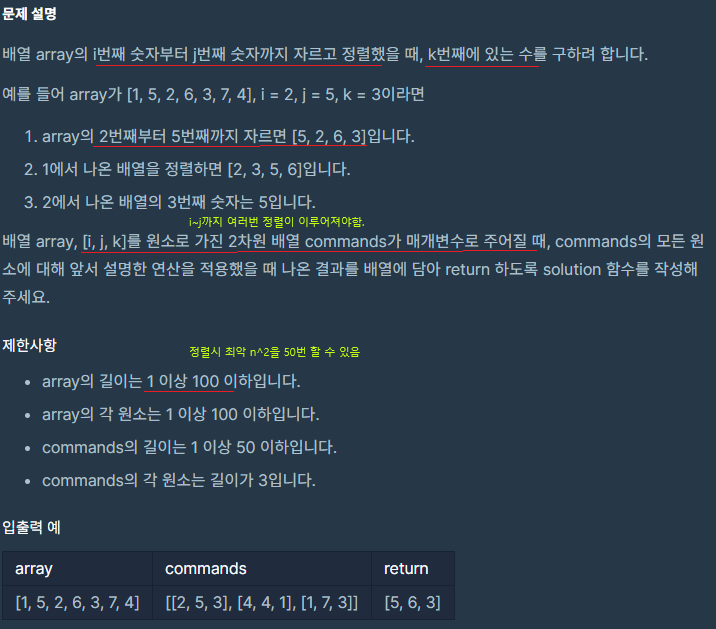 문제 설명
배열 array의 i번째 숫자부터 j번째 숫자까지 자르고 정렬했을 때, k번째에 있는 수를 구하려 합니다.
예를 들어 array가 [1, 5, 2, 6, 3, 7, 4], i = 2, j = 5, k = 3이라면
1. array의 2번째부터 5번째까지 자르면 [5, 2, 6, 3]입니다.
2. 1에서 나온 배열을 정렬하면 [2, 3, 5, 6]입니다.
3. 2에서 나온 배열의 3번째 숫자는 5입니다.
i~j까지 여러번 정렬이 이루어져야함.
배열 array, [i, j, k]를 원소로 가진 2차원 배열 commands가 매개변수로 주어질 때, commands의 모든 원
소에 대해 앞서 설명한 연산을 적용했을 때 나온 결과를 배열에 담아 return 하도록 solution 함수를 작성해
주세요.
제한사항
정렬시 최악 n^2을 50번 할 수 있음
• array의 길이는 1 이상 100 이하입니다.
• array의 각 원소는 1 이상 100 이하입니다.
• commands의 길이는 1 이상 50 이하입니다.
• commands의 각 원소는 길이가 3입니다.
입출력 예
array commands return
[1, 5, 2, 6, 3, 7, 4] [[2, 5, 3], [4, 4, 1], [1, 7, 3]] [5, 6, 3]